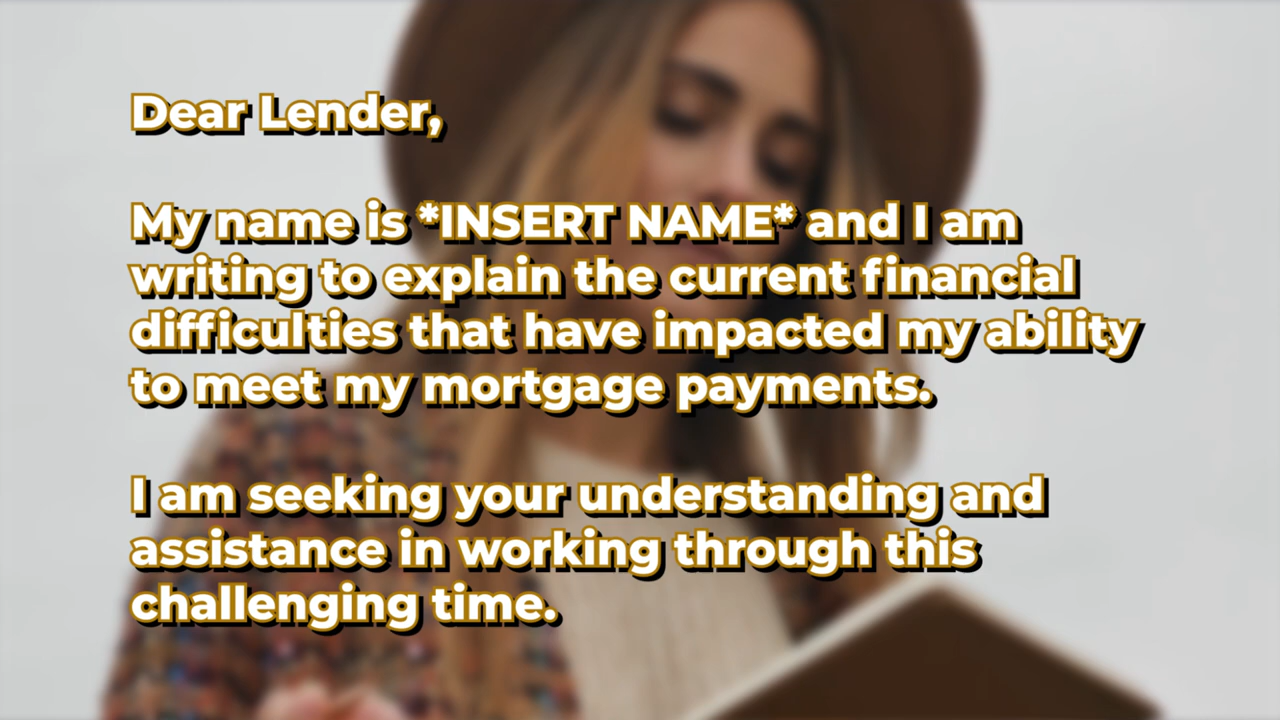 Dear Lender,
My name is *INSERT NAME* and I am
writing to explain the current financial
difficulties that have impacted my ability
to meet my mortgage payments.
I am seeking your understanding and
assistance in working through this
challenging time.